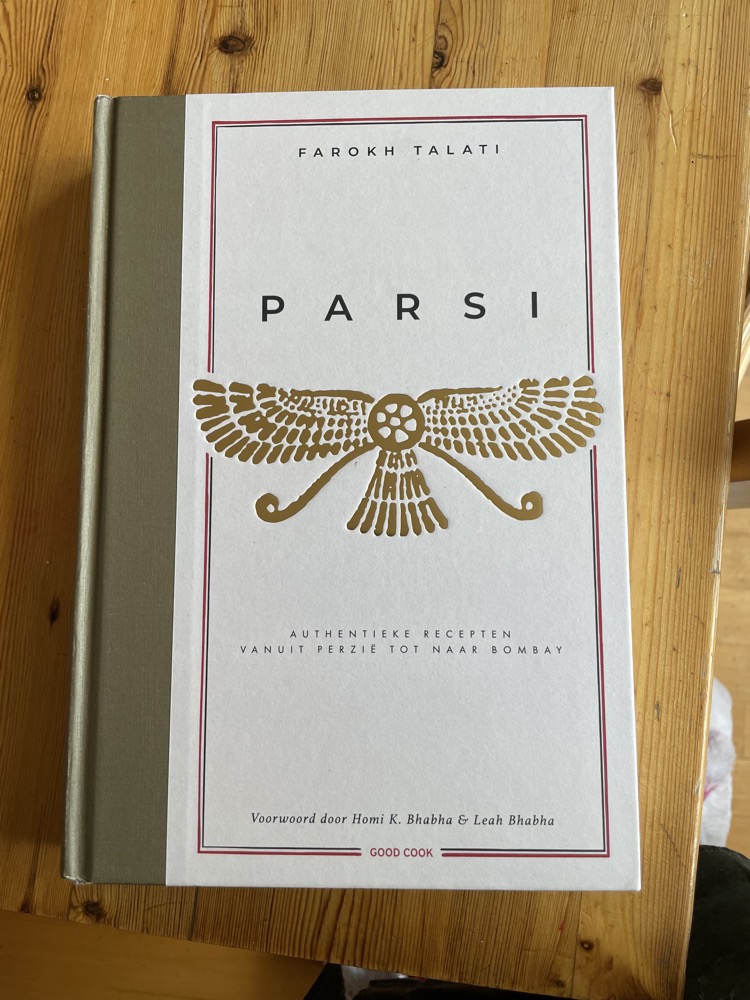 FAROKH TALATI
PARSI
AUTHENTIEKE RECEPTEN
VANUIT PERZIË TOT NAAR BOMBAY
Voorwoord door Homi K. Bhabha & Leah Bhabha
GOOD COOK